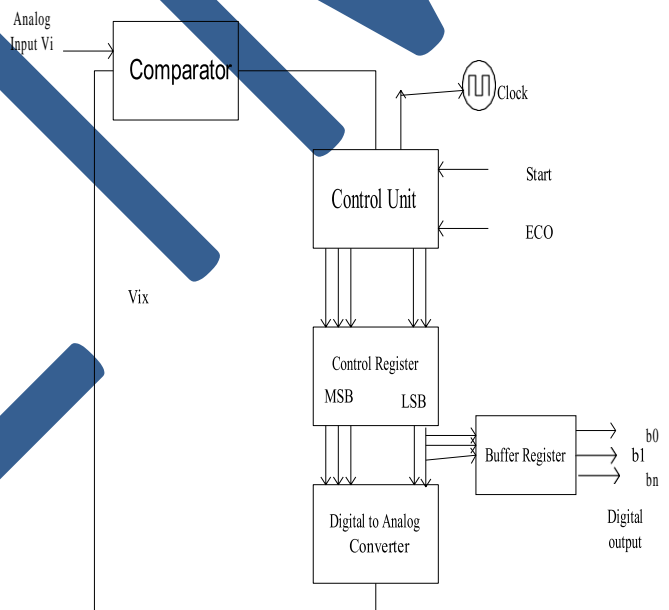 Analog
Input Vi
Comparator
Clock
Control Unit
Start
ECO
Vix
Control Register
MSB
LSB
Buffer Register
b0
b1
bn
Digital to Analog
Converter
Digital
output